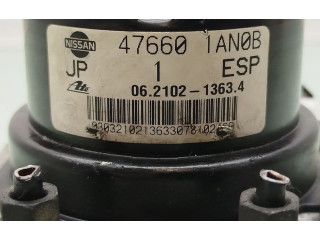 NISSAN
47660 1AN0B
JP 1 ESP
Ate 06.2102-1363.4